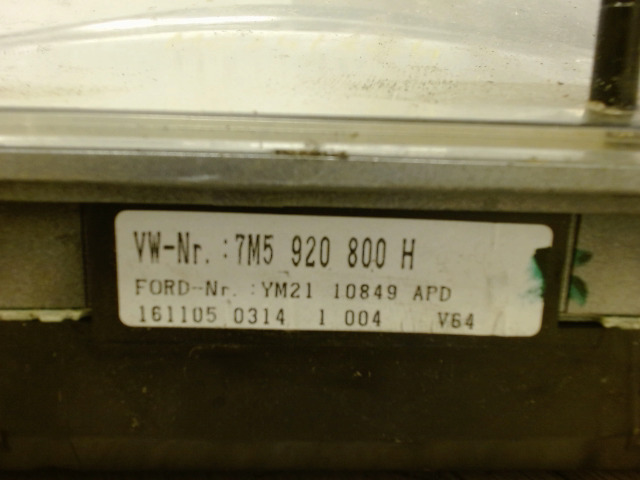 VW-Nr.:7M5 920 800 H
FORD-Nr.:YM21 10849 APD
161105 0314 1 004 V64